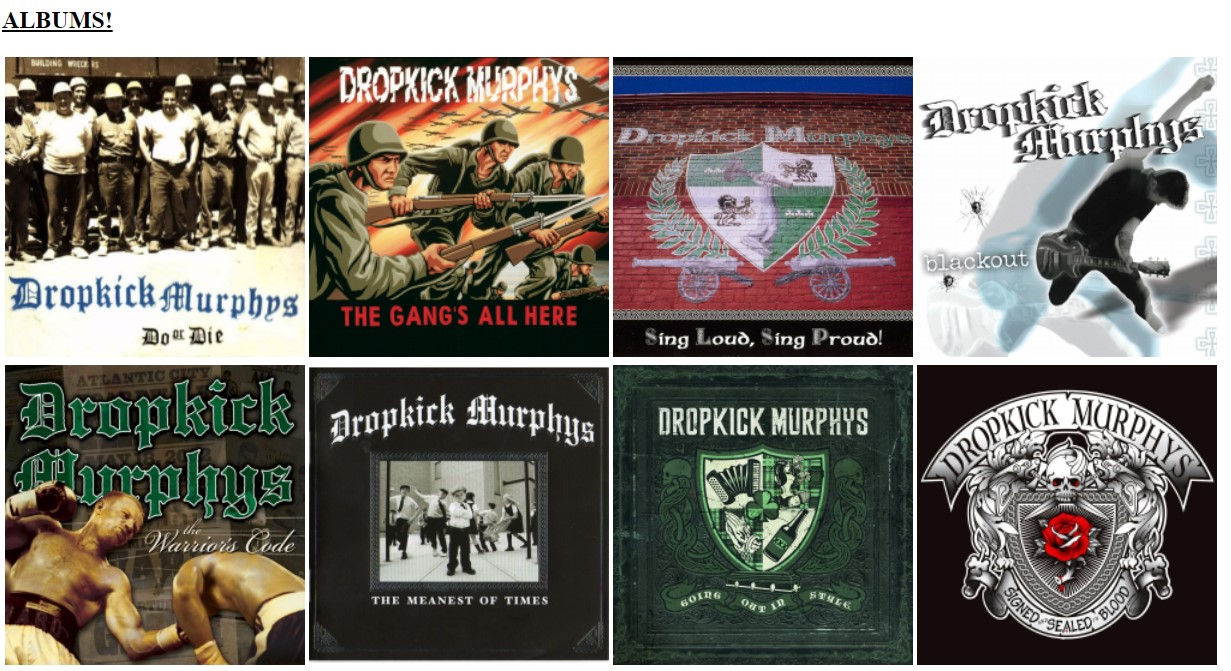 ALBUMS!
BUILDING WRECKERS
Dropkick Murphys
Do or Die
DROPKICK MURPHYS
THE GANG'S ALL HERE
Dropkick Murphys
Sing Loud, Sing Proud!
Dropkick
Murphys
blackout
ATLANTIC CITY
Dropkick
Murphys
the
Warrior's Code
Dropkick Murphys
THE MEANEST OF TIMES
DROPKICK MURPHYS
GOING OUT IN STYLE
DROPKICK MURPHYS
SIGNED AND SEALED IN BLOOD